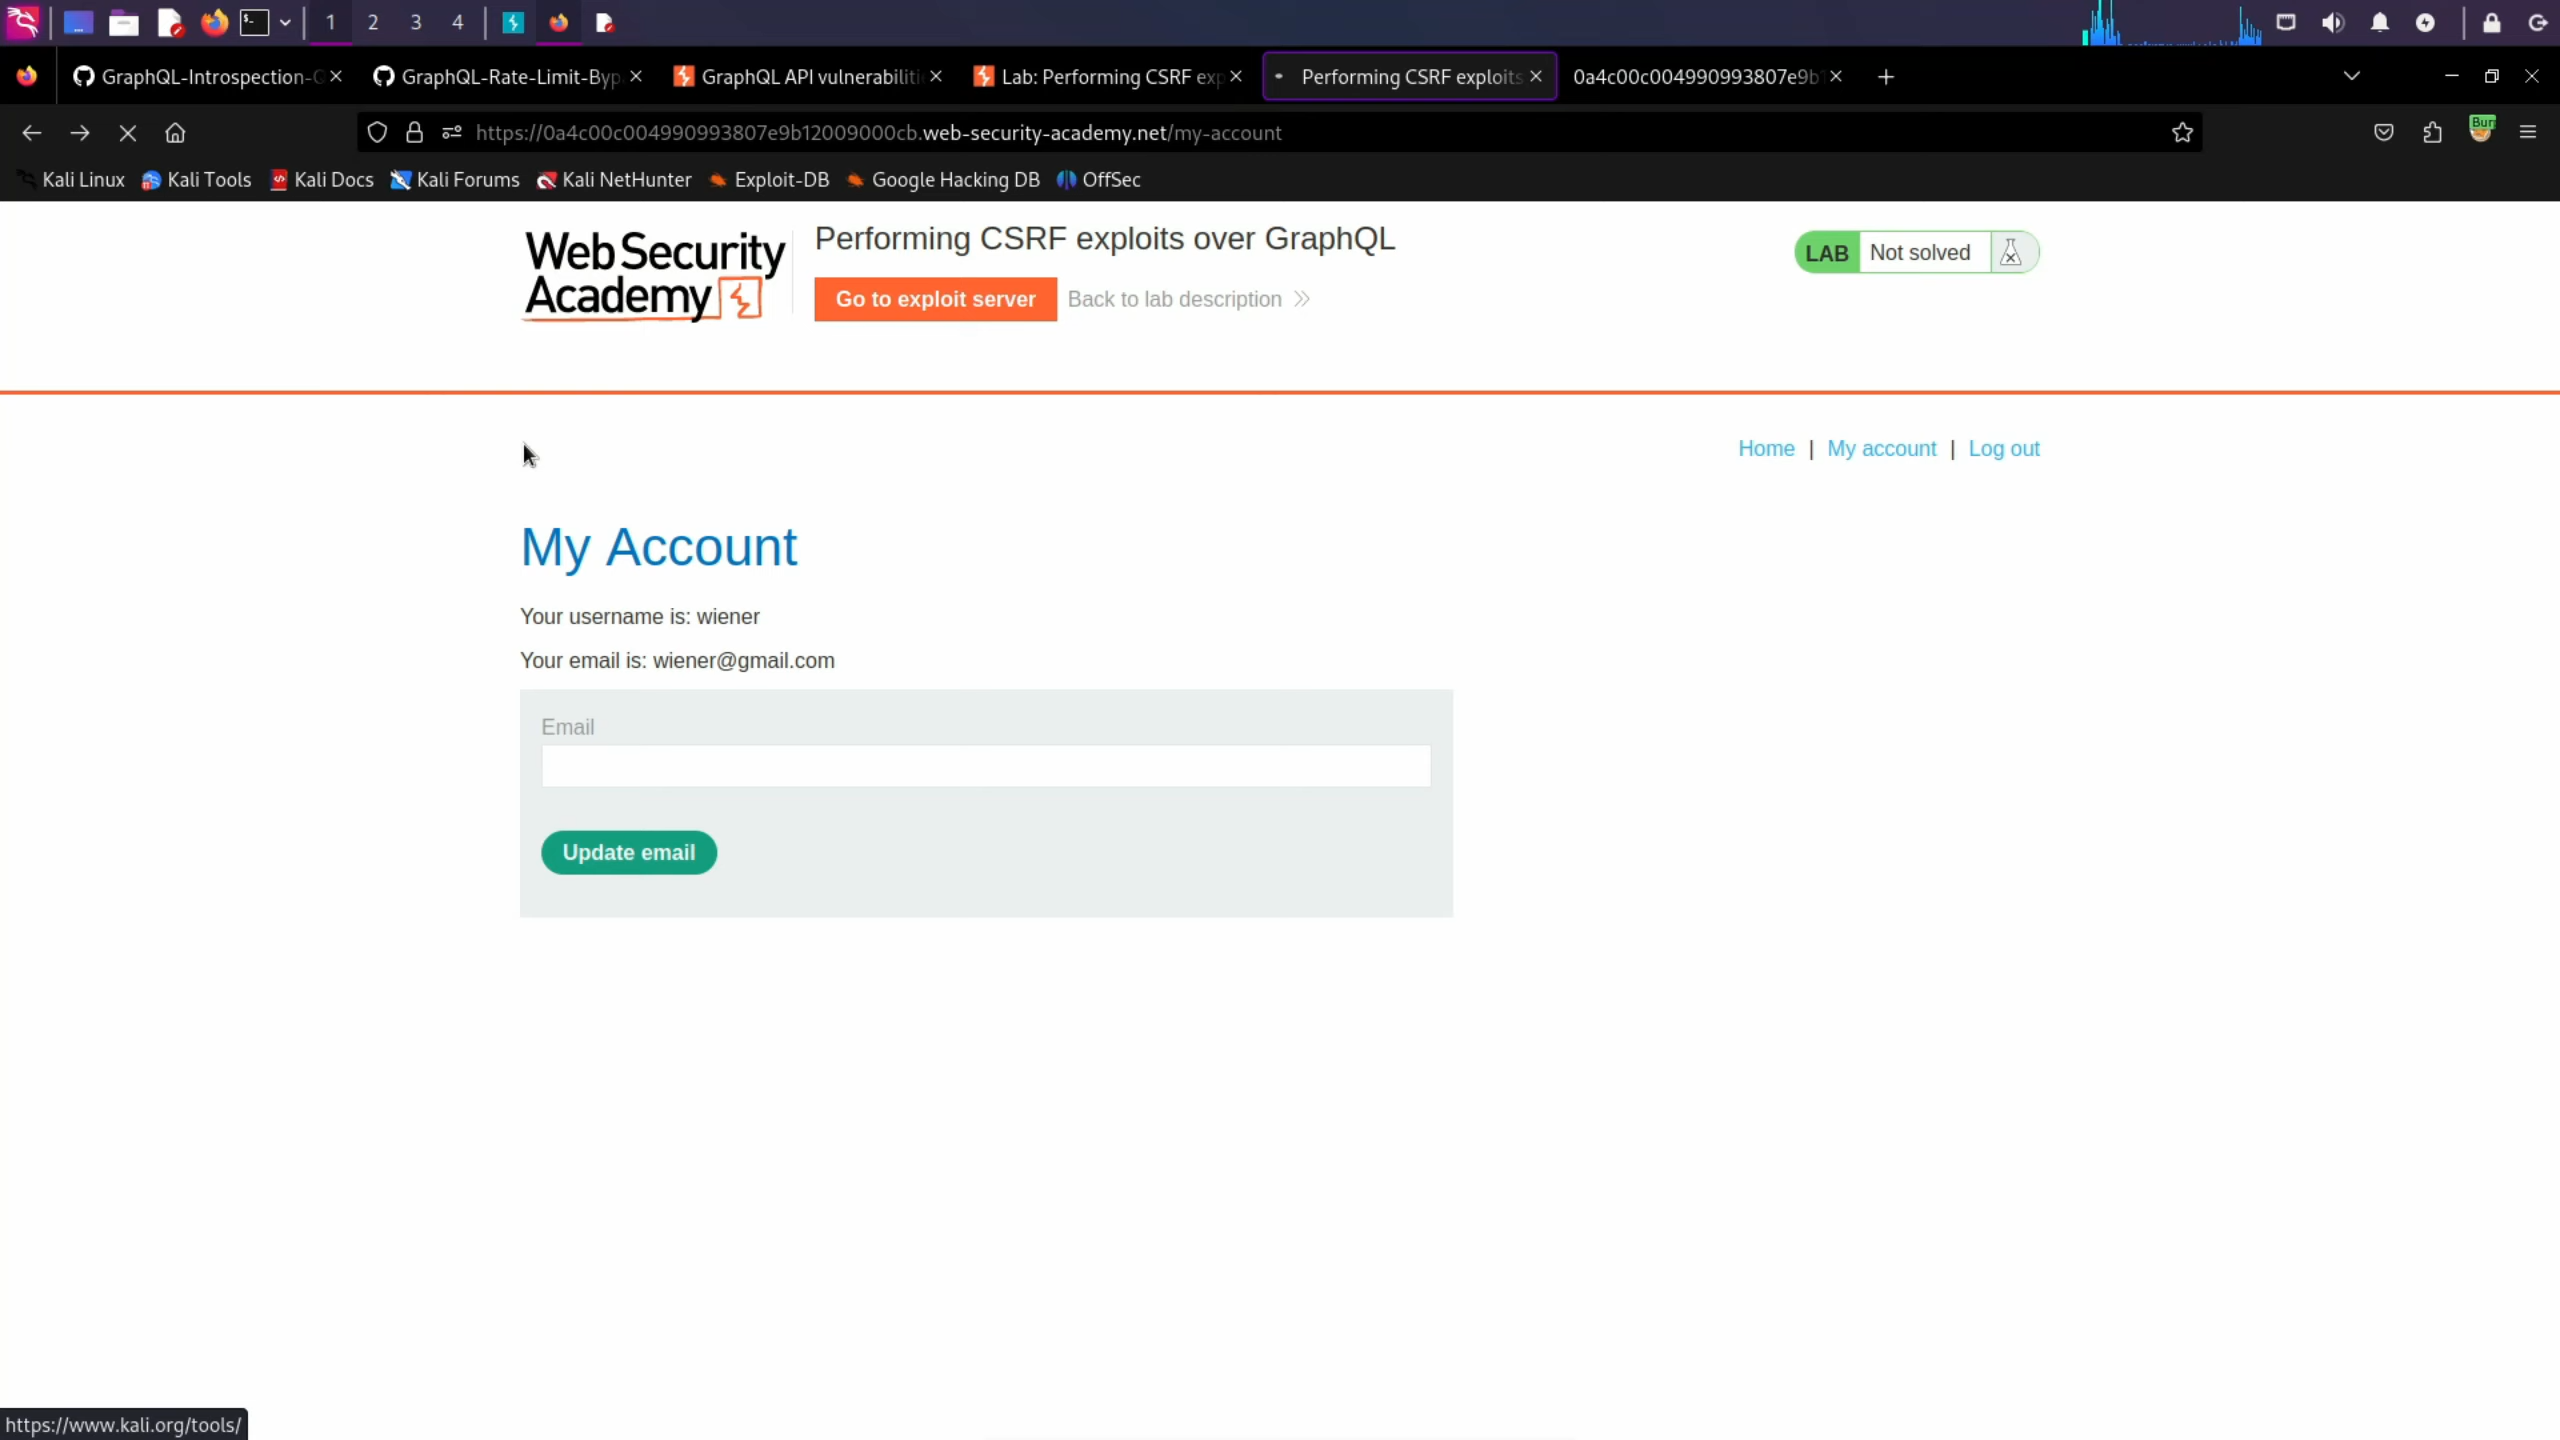 1 2 3 4
GraphQL-Introspection-
GraphQL-Rate-Limit-Byp
GraphQL API vulnerabiliti
Lab: Performing CSRF exp
Performing CSRF exploits
0a4c00c004990993807e9b
https://0a4c00c004990993807e9b12009000cb.web-security-academy.net/my-account
Kali Linux Kali Tools Kali Docs Kali Forums Kali NetHunter Exploit-DB Google Hacking DB OffSec
Web Security
Academy
Performing CSRF exploits over GraphQL
Go to exploit server
Back to lab description
LAB Not solved
Home | My account | Log out
My Account
Your username is: wiener
Your email is: wiener@gmail.com
Email
Update email
https://www.kali.org/tools/